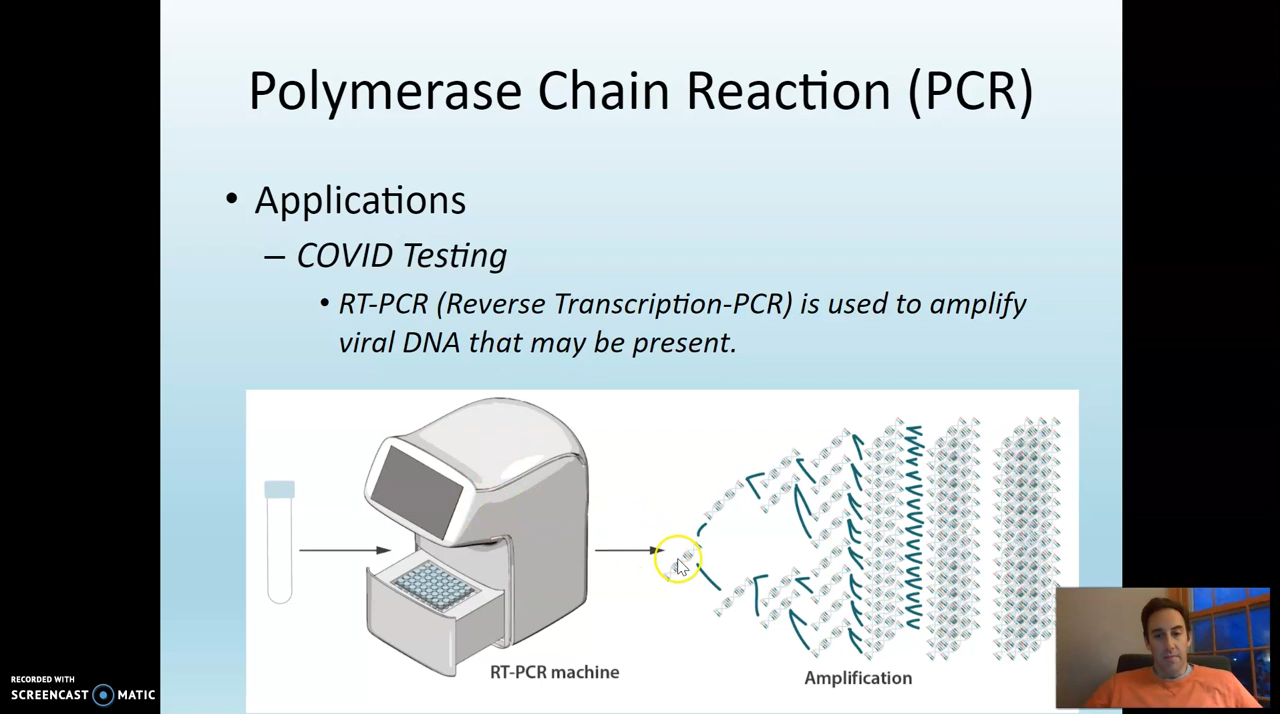 Polymerase Chain Reaction (PCR)
• Applications
– COVID Testing
• RT-PCR (Reverse Transcription-PCR) is used to amplify
viral DNA that may be present.
RT-PCR machine
Amplification
RECORDED WITH
SCREENCAST MATIC